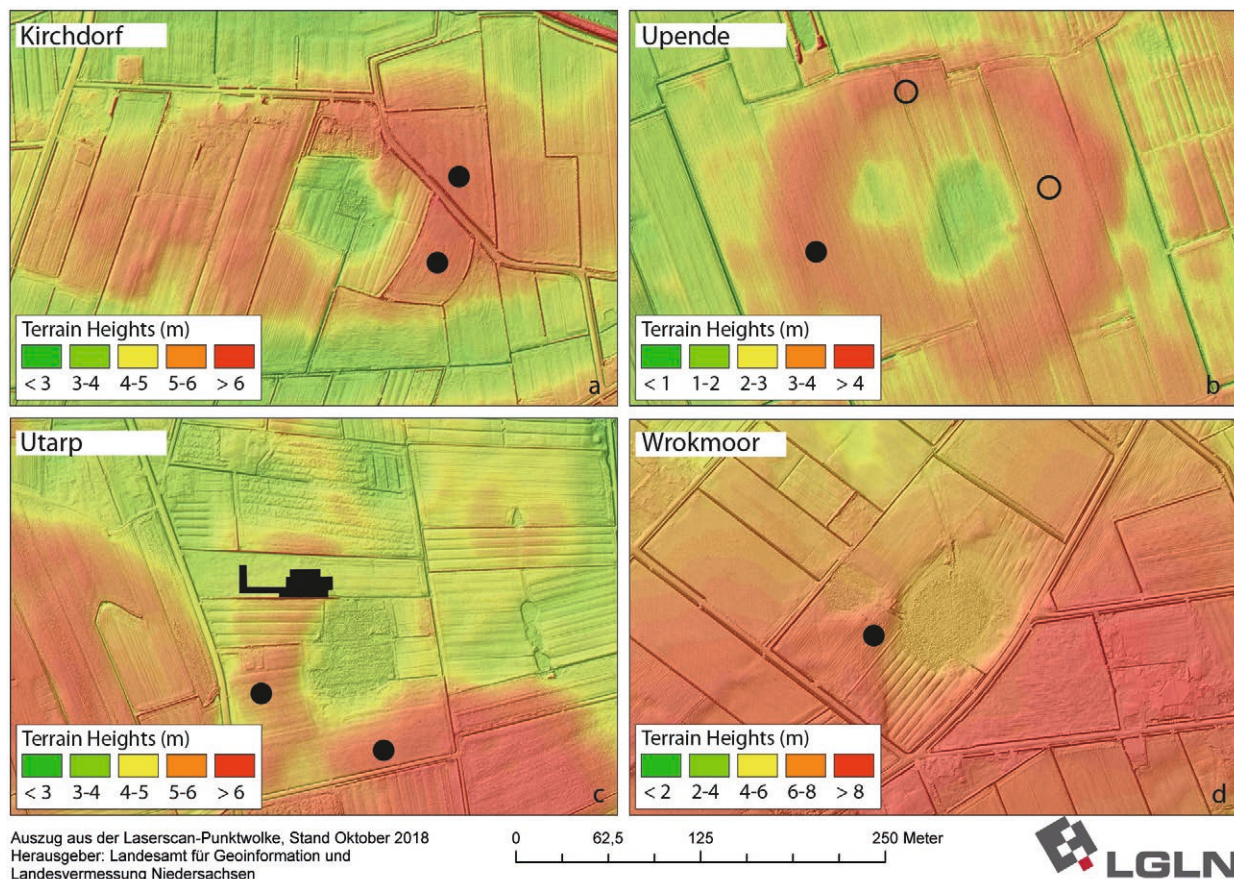 Kirchdorf
Terrain Heights (m)
< 3 3-4 4-5 5-6 > 6
a
Upende
Terrain Heights (m)
< 1 1-2 2-3 3-4 > 4
b
Utarp
Terrain Heights (m)
< 3 3-4 4-5 5-6 > 6
c
Wrokmoor
Terrain Heights (m)
< 2 2-4 4-6 6-8 > 8
d
Auszug aus der Laserscan-Punktwolke, Stand Oktober 2018
Herausgeber: Landesamt für Geoinformation und
Landesvermessung Niedersachsen
0 62,5 125 250 Meter
LGLN